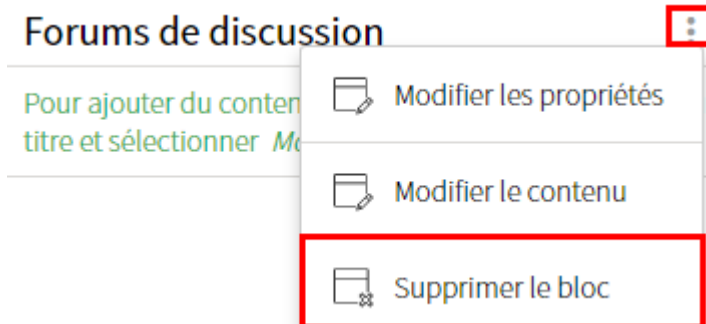 Forums de discussion
Pour ajouter du conten
titre et sélectionner
Modifier les propriétés
Modifier le contenu
Supprimer le bloc